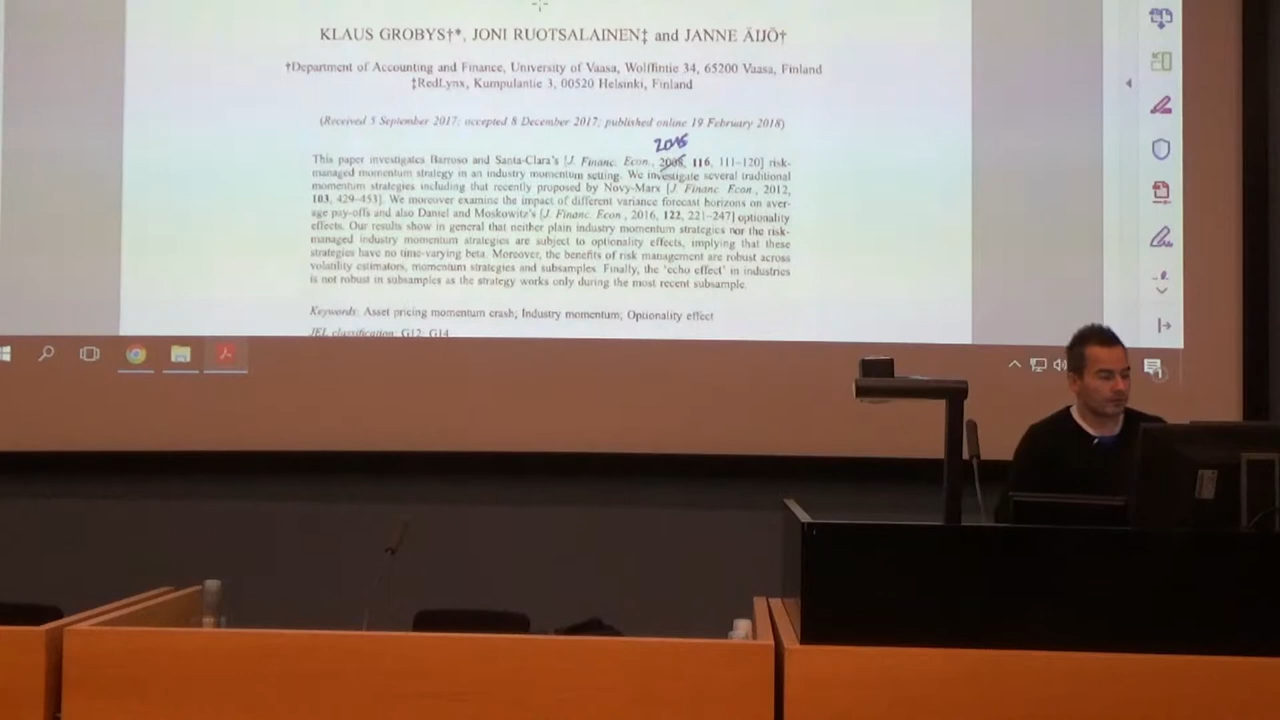 KLAUS GROBYS†*, JONI RUOTSALAINEN‡ and JANNE ÄIJÖ†
†Department of Accounting and Finance, University of Vaasa, Wolffintie 34, 65200 Vaasa, Finland
‡RedLynx, Kumpulantie 3, 00520 Helsinki, Finland
(Received 5 September 2017; accepted 8 December 2017; published online 19 February 2018)
This paper investigates Barroso and Santa-Clara's [J. Financ. Econ., 2008, 116, 111–120] risk-
managed momentum strategy in an industry momentum setting. We investigate several traditional
momentum strategies including that recently proposed by Novy-Marx [J. Financ Econ., 2012,
103, 429–453]. We moreover examine the impact of different variance forecast horizons on aver-
age pay-offs and also Daniel and Moskowitz's [J. Financ. Econ., 2016, 122, 221–247] optionality
effects. Our results show in general that neither plain industry momentum strategies nor the risk-
managed industry momentum strategies are subject to optionality effects, implying that these
strategies have no time-varying beta. Moreover, the benefits of risk management are robust across
volatility estimators, momentum strategies and subsamples. Finally, the 'echo effect' in industries
is not robust in subsamples as the strategy works only during the most recent subsample.
Keywords: Asset pricing momentum crash; Industry momentum; Optionality effect
JEL classification: G12; G14